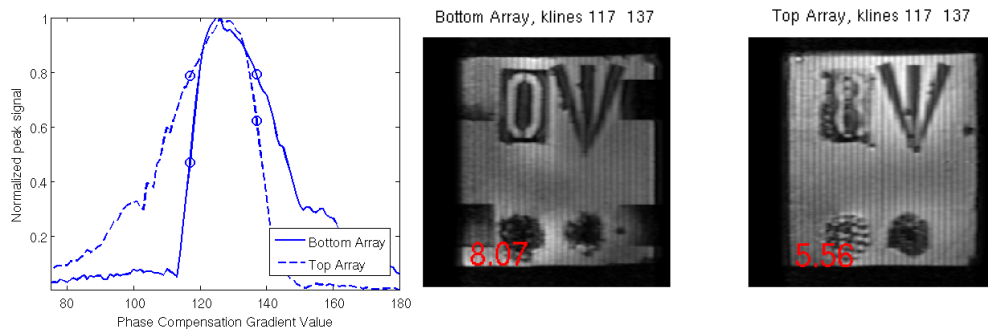 Bottom Array, klines 117 137
Top Array, klines 117 137
Normalized peak signal
1
0.8
0.6
0.4
0.2
Bottom Array
Top Array
80 100 120 140 160 180
Phase Compensation Gradient Value
8.07
5.56